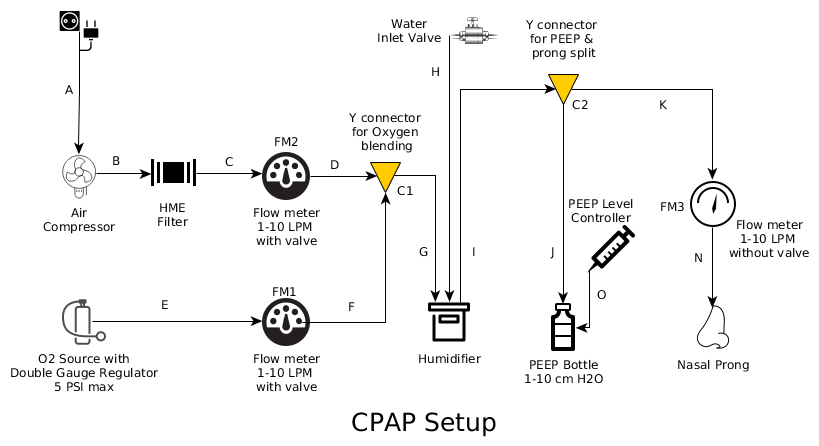 Water
Inlet Valve
Y connector
for PEEP &
prong split
H
A
K
C2
Y connector
for Oxygen
blending
FM2
B
C
D
C1
PEEP Level
Controller
FM3
Air
Compressor
HME
Filter
Flow meter
1-10 LPM
with valve
Flow meter
1-10 LPM
without valve
G
I
J
N
O
E
FM1
F
O2 Source with
Double Gauge Regulator
5 PSI max
Flow meter
1-10 LPM
with valve
Humidifier
PEEP Bottle
1-10 cm H2O
Nasal Prong
CPAP Setup